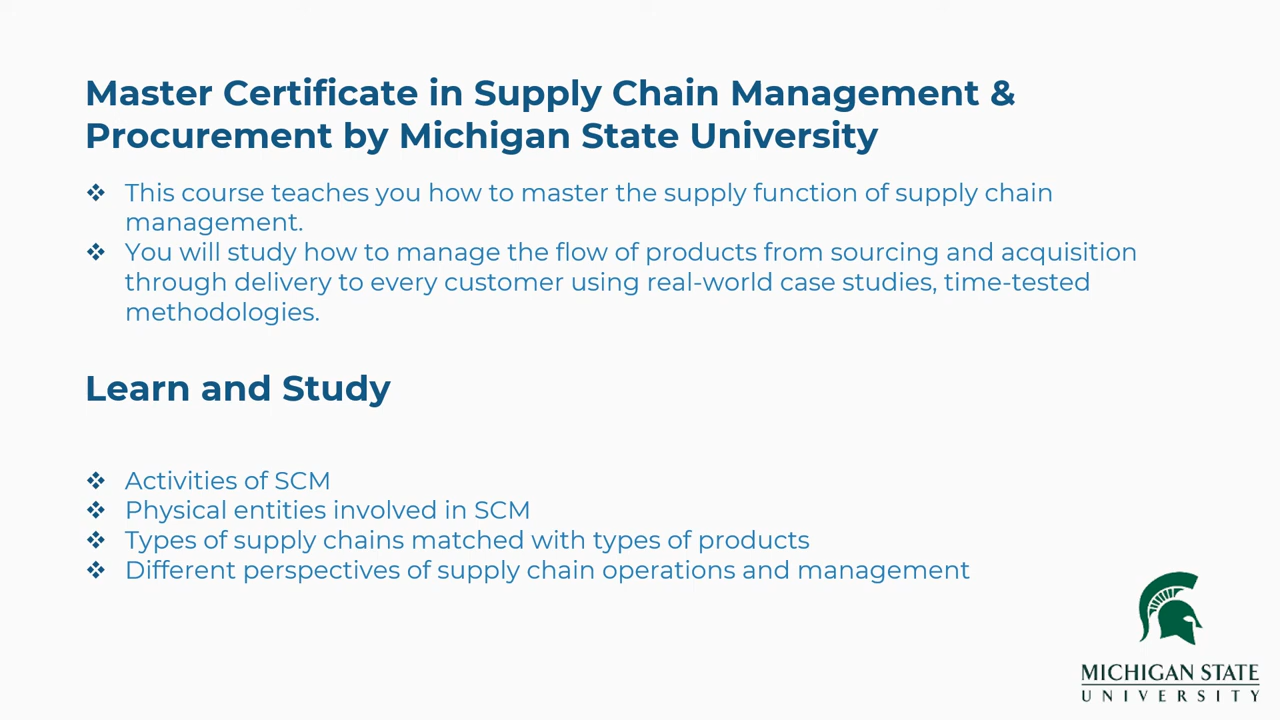 Master Certificate in Supply Chain Management &
Procurement by Michigan State University
❖ This course teaches you how to master the supply function of supply chain
management.
❖ You will study how to manage the flow of products from sourcing and acquisition
through delivery to every customer using real-world case studies, time-tested
methodologies.
Learn and Study
❖ Activities of SCM
❖ Physical entities involved in SCM
❖ Types of supply chains matched with types of products
❖ Different perspectives of supply chain operations and management
MICHIGAN STATE
UNIVERSITY